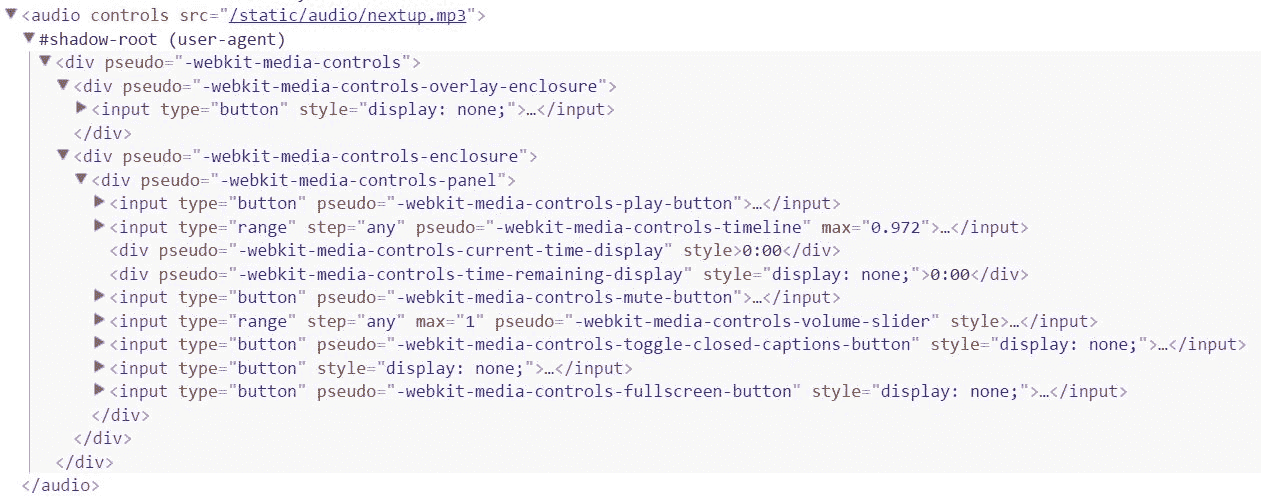 <audio controls src="/static/audio/nextup.mp3">
#shadow-root (user-agent)
<div pseudo="-webkit-media-controls">
<div pseudo="-webkit-media-controls-overlay-enclosure">
<input type="button" style="display: none;">…</input>
</div>
<div pseudo="-webkit-media-controls-enclosure">
<div pseudo="-webkit-media-controls-panel">
<input type="button" pseudo="-webkit-media-controls-play-button">…</input>
<input type="range" step="any" pseudo="-webkit-media-controls-timeline" max="0.972">…</input>
<div pseudo="-webkit-media-controls-current-time-display" style>0:00</div>
<div pseudo="-webkit-media-controls-time-remaining-display" style="display: none;">0:00</div>
<input type="button" pseudo="-webkit-media-controls-mute-button">…</input>
<input type="range" step="any" max="1" pseudo="-webkit-media-controls-volume-slider" style>…</input>
<input type="button" pseudo="-webkit-media-controls-toggle-closed-captions-button" style="display: none;">…</input>
<input type="button" style="display: none;">…</input>
<input type="button" pseudo="-webkit-media-controls-fullscreen-button" style="display: none;">…</input>
</div>
</div>
</div>
</audio>